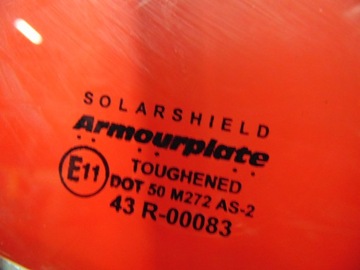 SOLARSHIELD
Armourplate
E11 TOUGHENED
DOT 50 M272 AS-2
43 R-00083